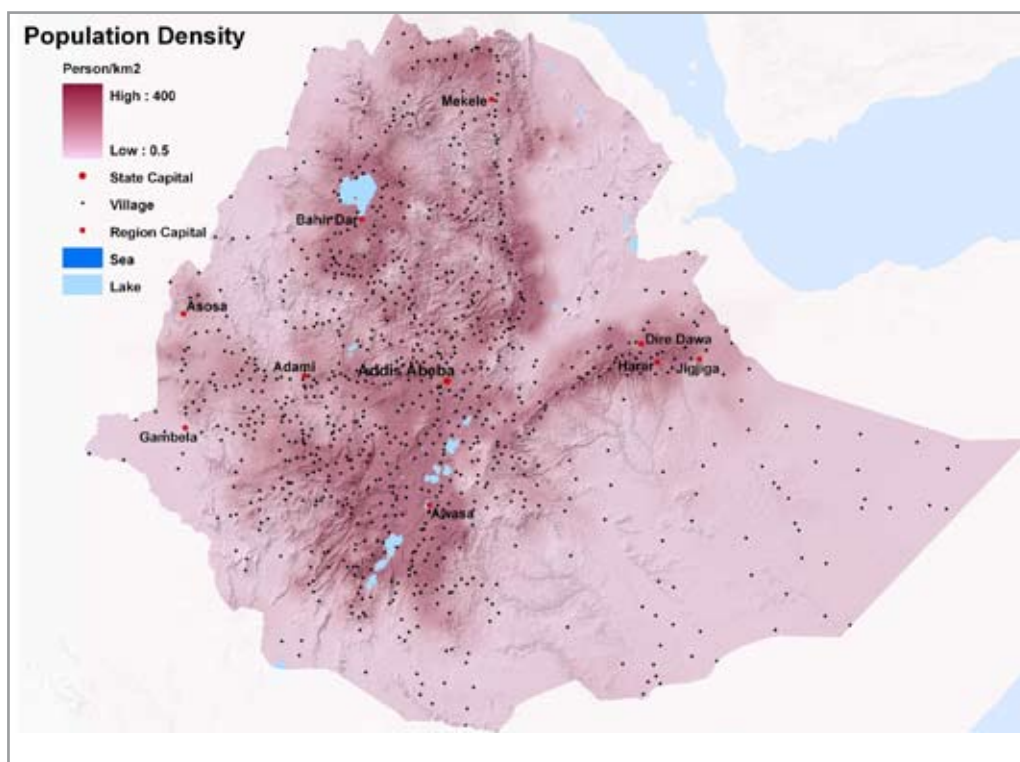 Population Density
Person/km2
High : 400
Low : 0.5
State Capital
Village
Region Capital
Sea
Lake
Mekele
Bahir Dar
Asosa
Dire Dawa
Adami
Addis Abeba
Harar
Jigjiga
Gambela
Awasa